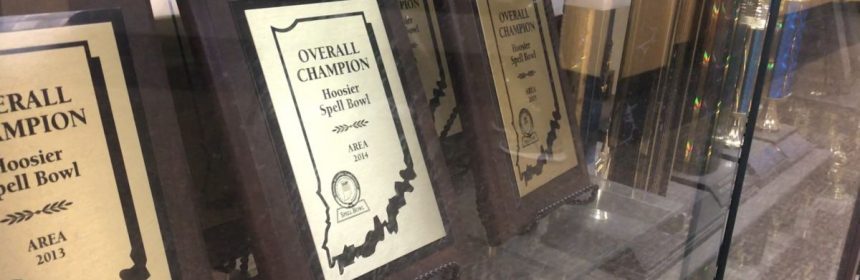 OVERALL
CHAMPION
Hoosier
Spell Bowl
AREA
2013
OVERALL
CHAMPION
Hoosier
Spell Bowl
AREA
2014
SPELL BOWL
OVERALL
CHAMPION
Hoosier
Spell Bowl
AREA